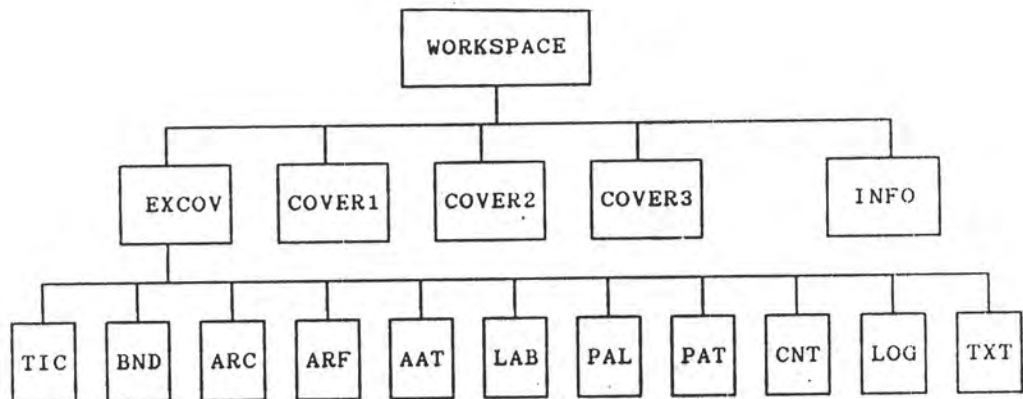 WORKSPACE
EXCOV COVER1 COVER2 COVER3 INFO
TIC BND ARC ARF AAT LAB PAL PAT CNT LOG TXT